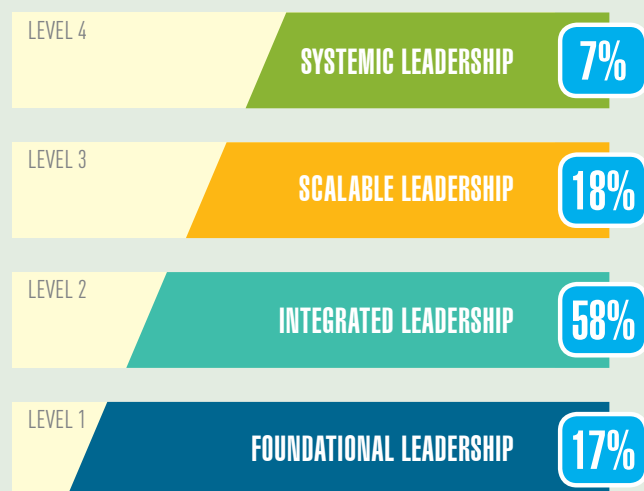 LEVEL 4
SYSTEMIC LEADERSHIP
7%
LEVEL 3
SCALABLE LEADERSHIP
18%
LEVEL 2
INTEGRATED LEADERSHIP
58%
LEVEL 1
FOUNDATIONAL LEADERSHIP
17%